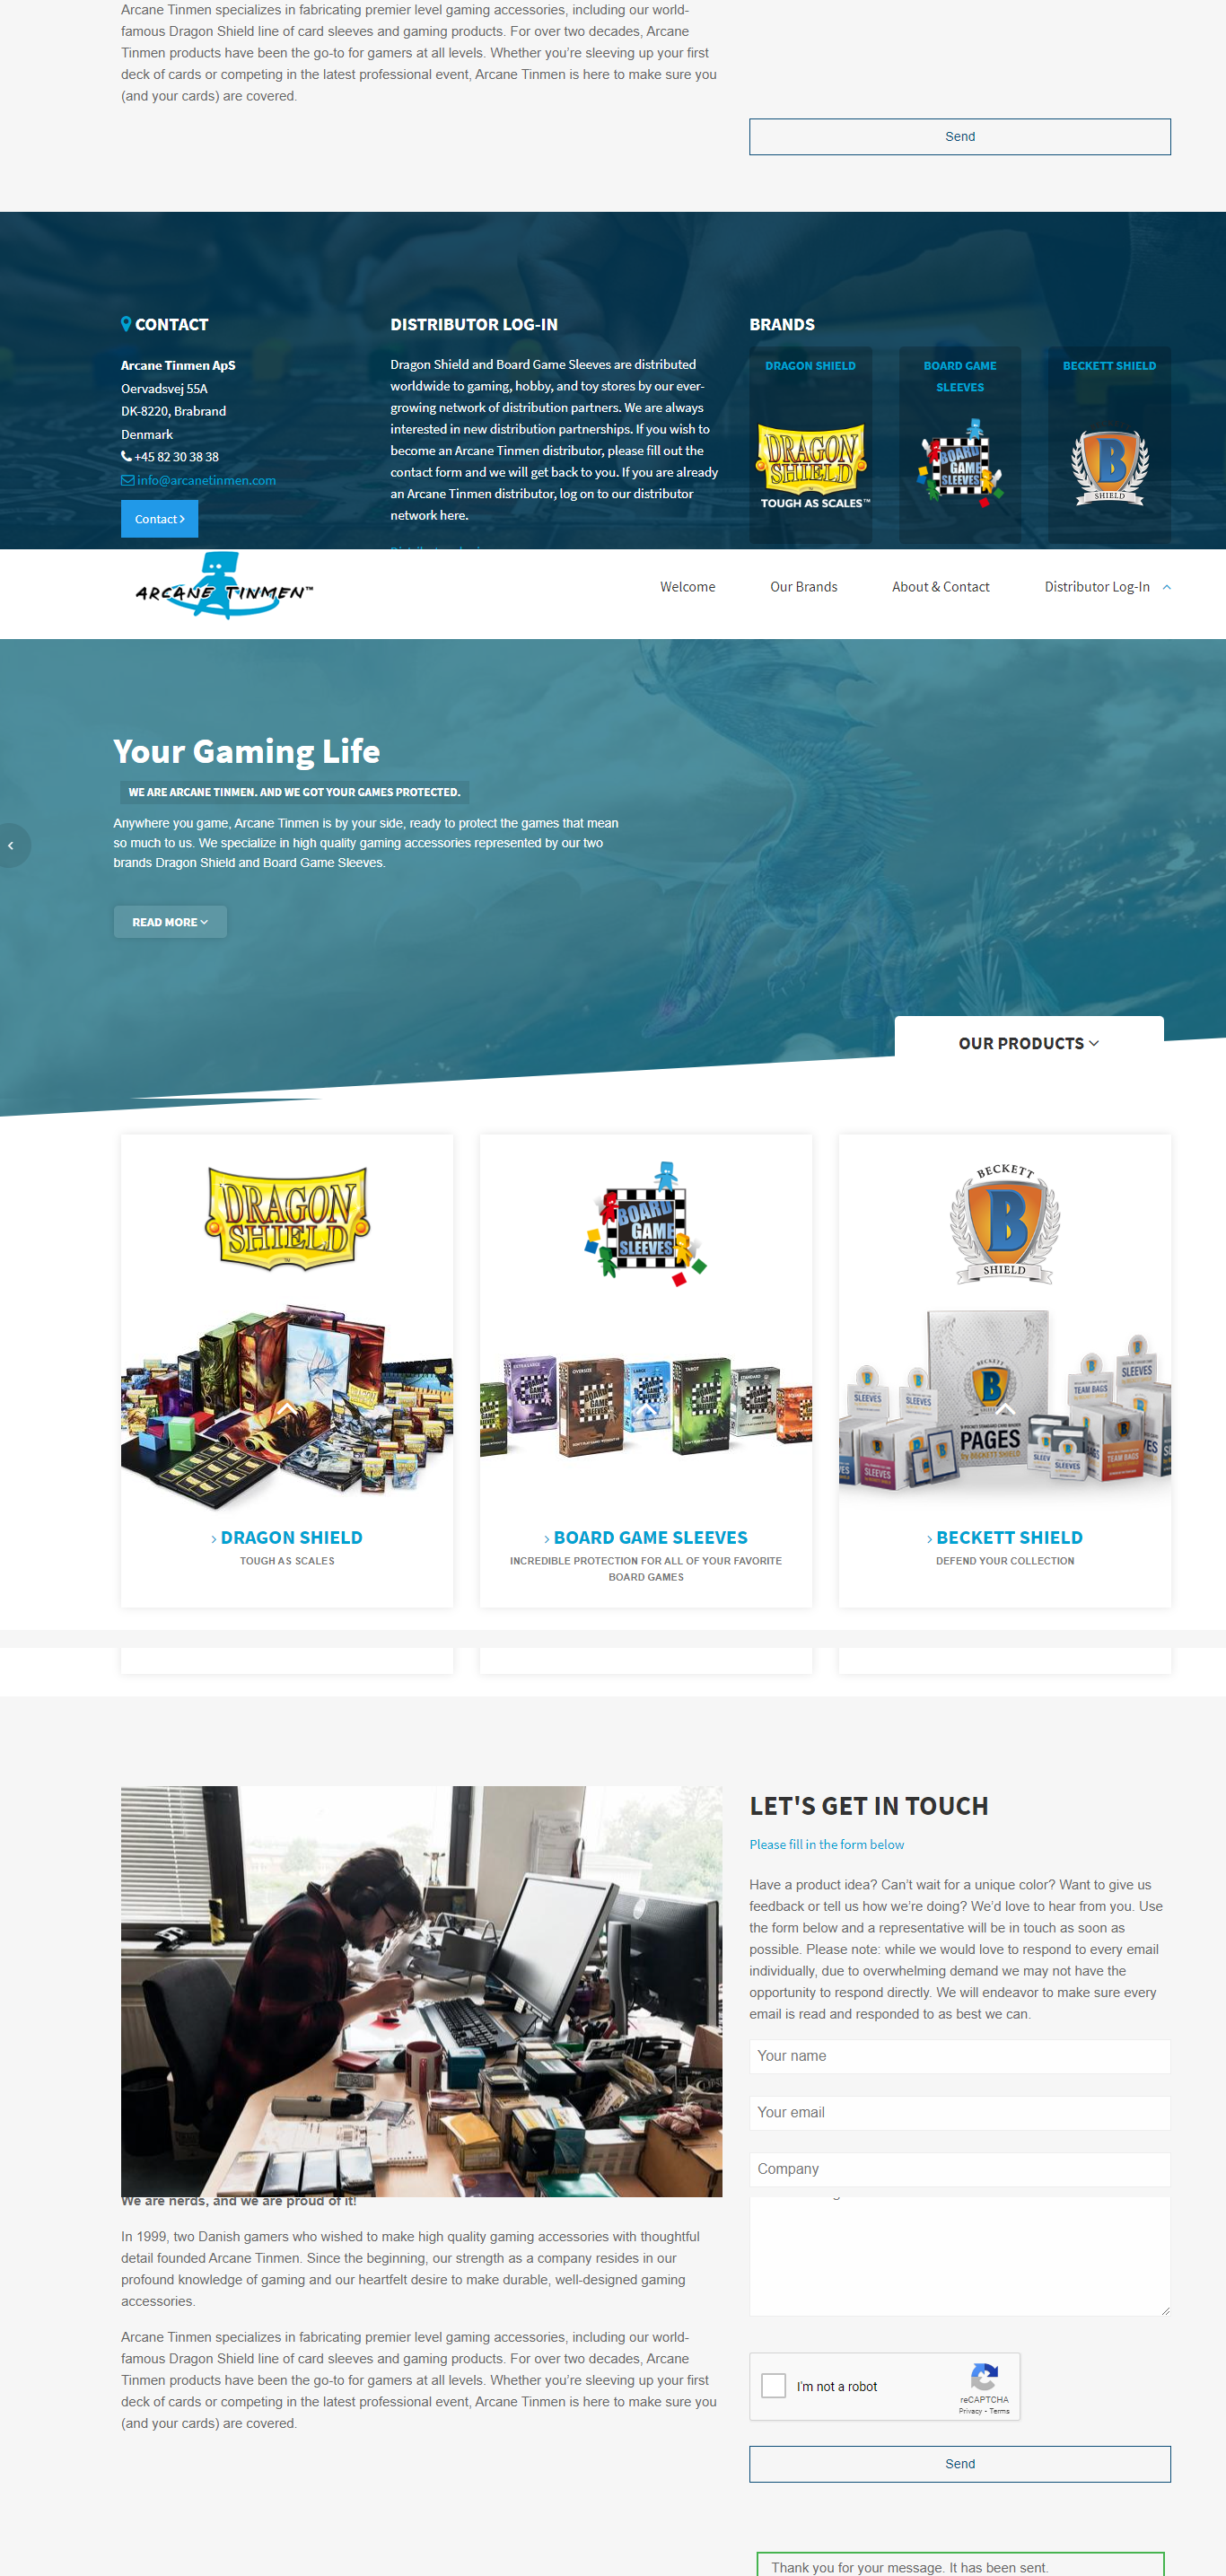 Arcane Tinmen specializes in fabricating premier level gaming accessories, including our world-
famous Dragon Shield line of card sleeves and gaming products. For over two decades, Arcane
Tinmen products have been the go-to for gamers at all levels. Whether you’re sleeving up your first
deck of cards or competing in the latest professional event, Arcane Tinmen is here to make sure you
(and your cards) are covered.
Send
CONTACT
Arcane Tinmen ApS
Oervadsvej 55A
DK-8220, Brabrand
Denmark
+45 82 30 38 38
info@arcanetinmen.com
Contact
DISTRIBUTOR LOG-IN
Dragon Shield and Board Game Sleeves are distributed
worldwide to gaming, hobby, and toy stores by our ever-
growing network of distribution partners. We are always
interested in new distribution partnerships. If you wish to
become an Arcane Tinmen distributor, please fill out the
contact form and we will get back to you. If you are already
an Arcane Tinmen distributor, log on to our distributor
network here.
BRANDS
DRAGON SHIELD
DRAGON
SHIELD
TOUGH AS SCALES™
BOARD GAME
SLEEVES
BOARD
GAME
SLEEVES
BECKETT SHIELD
B
SHIELD
ARCANE TINMEN™
Welcome
Our Brands
About & Contact
Distributor Log-In
Your Gaming Life
WE ARE ARCANE TINMEN. AND WE GOT YOUR GAMES PROTECTED.
Anywhere you game, Arcane Tinmen is by your side, ready to protect the games that mean
so much to us. We specialize in high quality gaming accessories represented by our two
brands Dragon Shield and Board Game Sleeves.
READ MORE
OUR PRODUCTS
DRAGON
SHIELD
DRAGON SHIELD
TOUGH AS SCALES
BOARD
GAME
SLEEVES
EXTRA LARGE
OVERSIZE
LARGE
TAROT
STANDARD
BOARD GAME SLEEVES
INCREDIBLE PROTECTION FOR ALL OF YOUR FAVORITE
BOARD GAMES
BECKETT
B
SHIELD
SLEEVES
SLEEVES
TEAM BAGS
SLEEVES
PAGES
by BECKETT SHIELD
SLEEVES
SLEEVES
TEAM BAGS
BECKETT SHIELD
DEFEND YOUR COLLECTION
LET'S GET IN TOUCH
Please fill in the form below
Have a product idea? Can’t wait for a unique color? Want to give us
feedback or tell us how we’re doing? We’d love to hear from you. Use
the form below and a representative will be in touch as soon as
possible. Please note: while we would love to respond to every email
individually, due to overwhelming demand we may not have the
opportunity to respond directly. We will endeavor to make sure every
email is read and responded to as best we can.
Your name
Your email
Company
We are nerds, and we are proud of it!
In 1999, two Danish gamers who wished to make high quality gaming accessories with thoughtful
detail founded Arcane Tinmen. Since the beginning, our strength as a company resides in our
profound knowledge of gaming and our heartfelt desire to make durable, well-designed gaming
accessories.
Arcane Tinmen specializes in fabricating premier level gaming accessories, including our world-
famous Dragon Shield line of card sleeves and gaming products. For over two decades, Arcane
Tinmen products have been the go-to for gamers at all levels. Whether you’re sleeving up your first
deck of cards or competing in the latest professional event, Arcane Tinmen is here to make sure you
(and your cards) are covered.
I'm not a robot
reCAPTCHA
Privacy - Terms
Send
Thank you for your message. It has been sent.